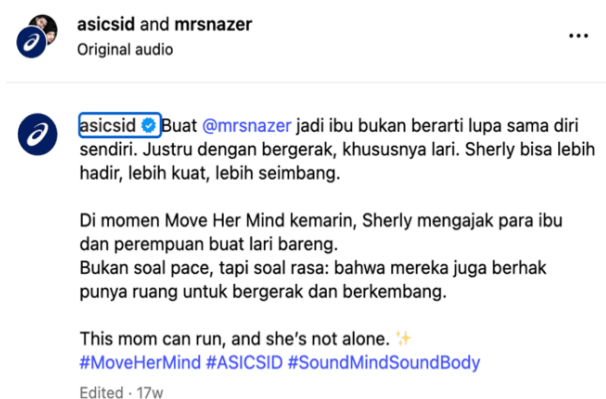 asicsid and mrsnazer
Original audio
asicsid Buat @mrsnazer jadi ibu bukan berarti lupa sama diri
sendiri. Justru dengan bergerak, khususnya lari. Sherly bisa lebih
hadir, lebih kuat, lebih seimbang.
Di momen Move Her Mind kemarin, Sherly mengajak para ibu
dan perempuan buat lari bareng.
Bukan soal pace, tapi soal rasa: bahwa mereka juga berhak
punya ruang untuk bergerak dan berkembang.
This mom can run, and she’s not alone. ✨
#MoveHerMind #ASICSID #SoundMindSoundBody
Edited · 17w